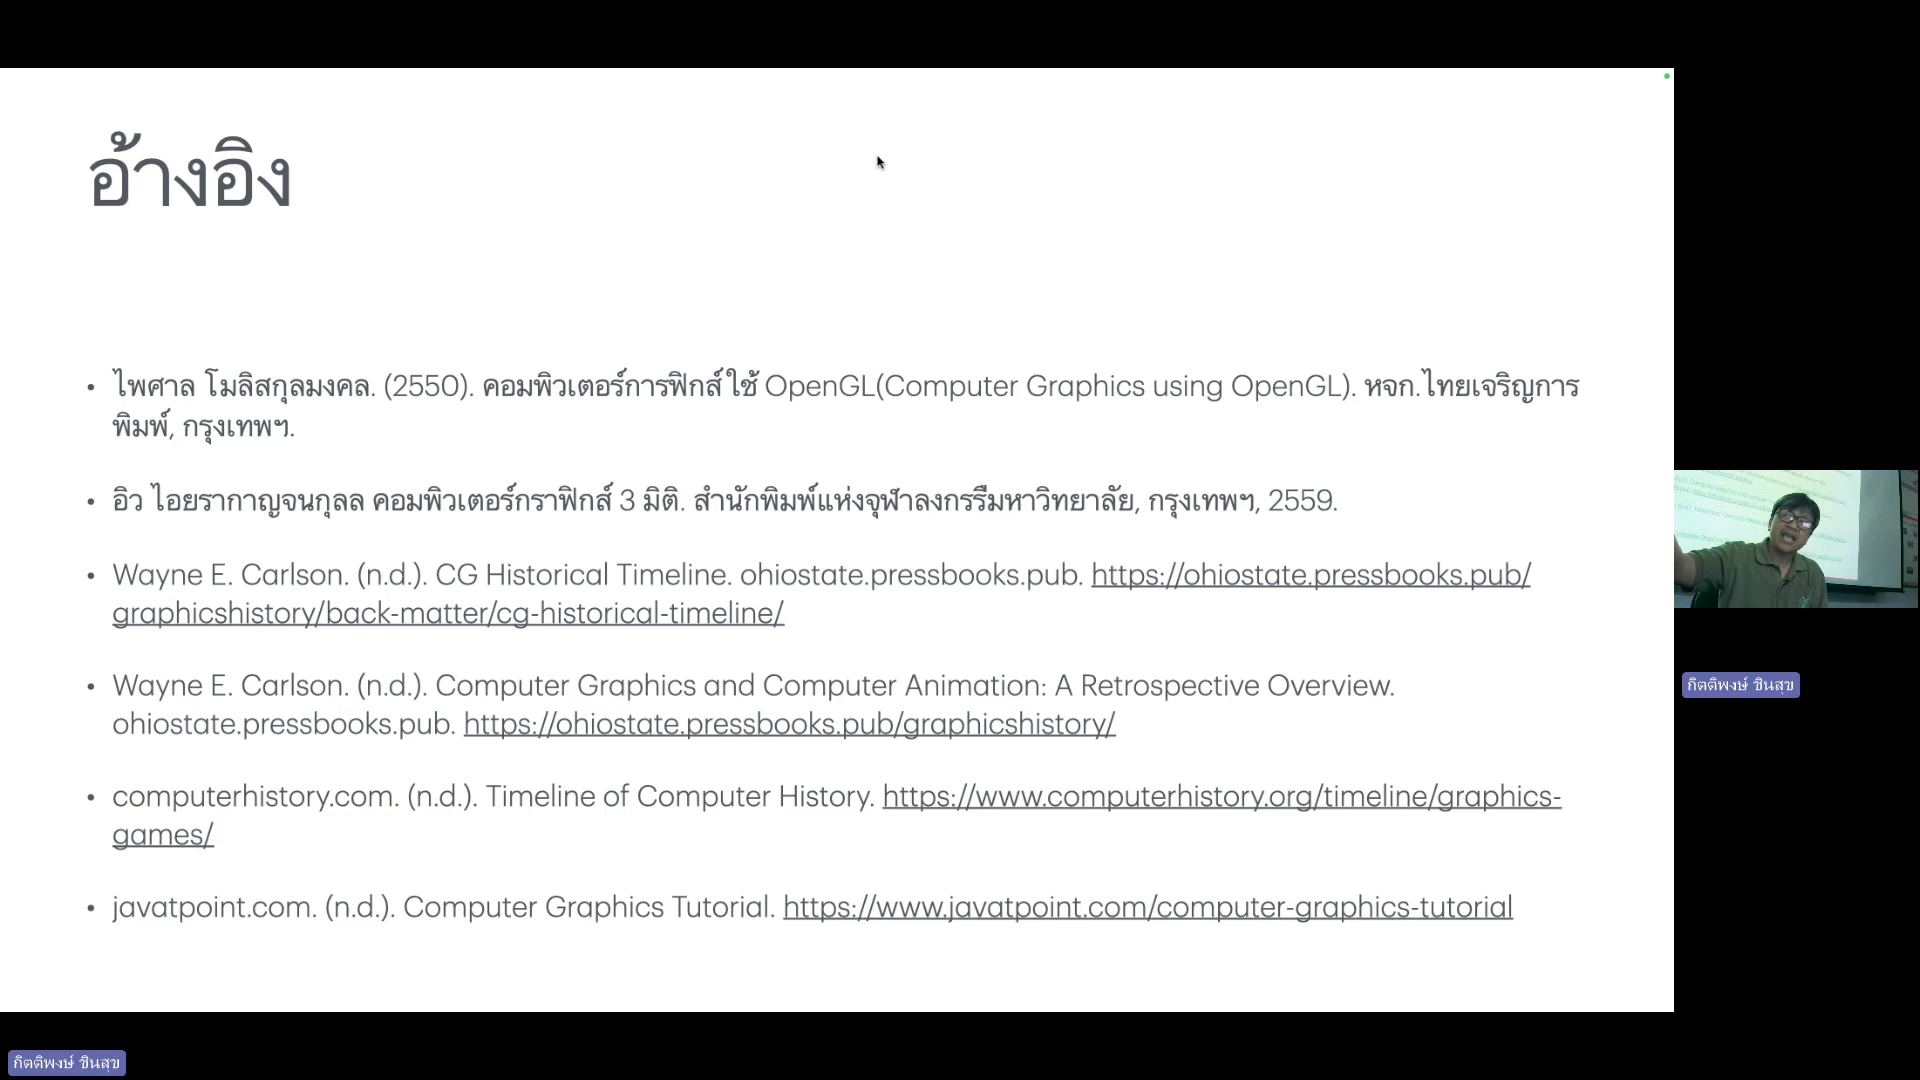 อ้างอิง
• ไพศาล โมลิสกุลมงคล. (2550). คอมพิวเตอร์การฟิกส์ ใช้ OpenGL(Computer Graphics using OpenGL). หจก.ไทยเจริญการ
พิมพ์, กรุงเทพฯ.
• อิว ไอยรากาญจนกุลล คอมพิวเตอร์กราฟิกส์ 3 มิติ. สำนักพิมพ์แห่งจุฬาลงกรรืมหาวิทยาลัย, กรุงเทพฯ, 2559.
• Wayne E. Carlson. (n.d.). CG Historical Timeline. ohiostate.pressbooks.pub. https://ohiostate.pressbooks.pub/
graphicshistory/back-matter/cg-historical-timeline/
• Wayne E. Carlson. (n.d.). Computer Graphics and Computer Animation: A Retrospective Overview.
ohiostate.pressbooks.pub. https://ohiostate.pressbooks.pub/graphicshistory/
• computerhistory.com. (n.d.). Timeline of Computer History. https://www.computerhistory.org/timeline/graphics-
games/
• javatpoint.com. (n.d.). Computer Graphics Tutorial. https://www.javatpoint.com/computer-graphics-tutorial
กิตติพงษ์ ชินสุข
กิตติพงษ์ ชินสุข